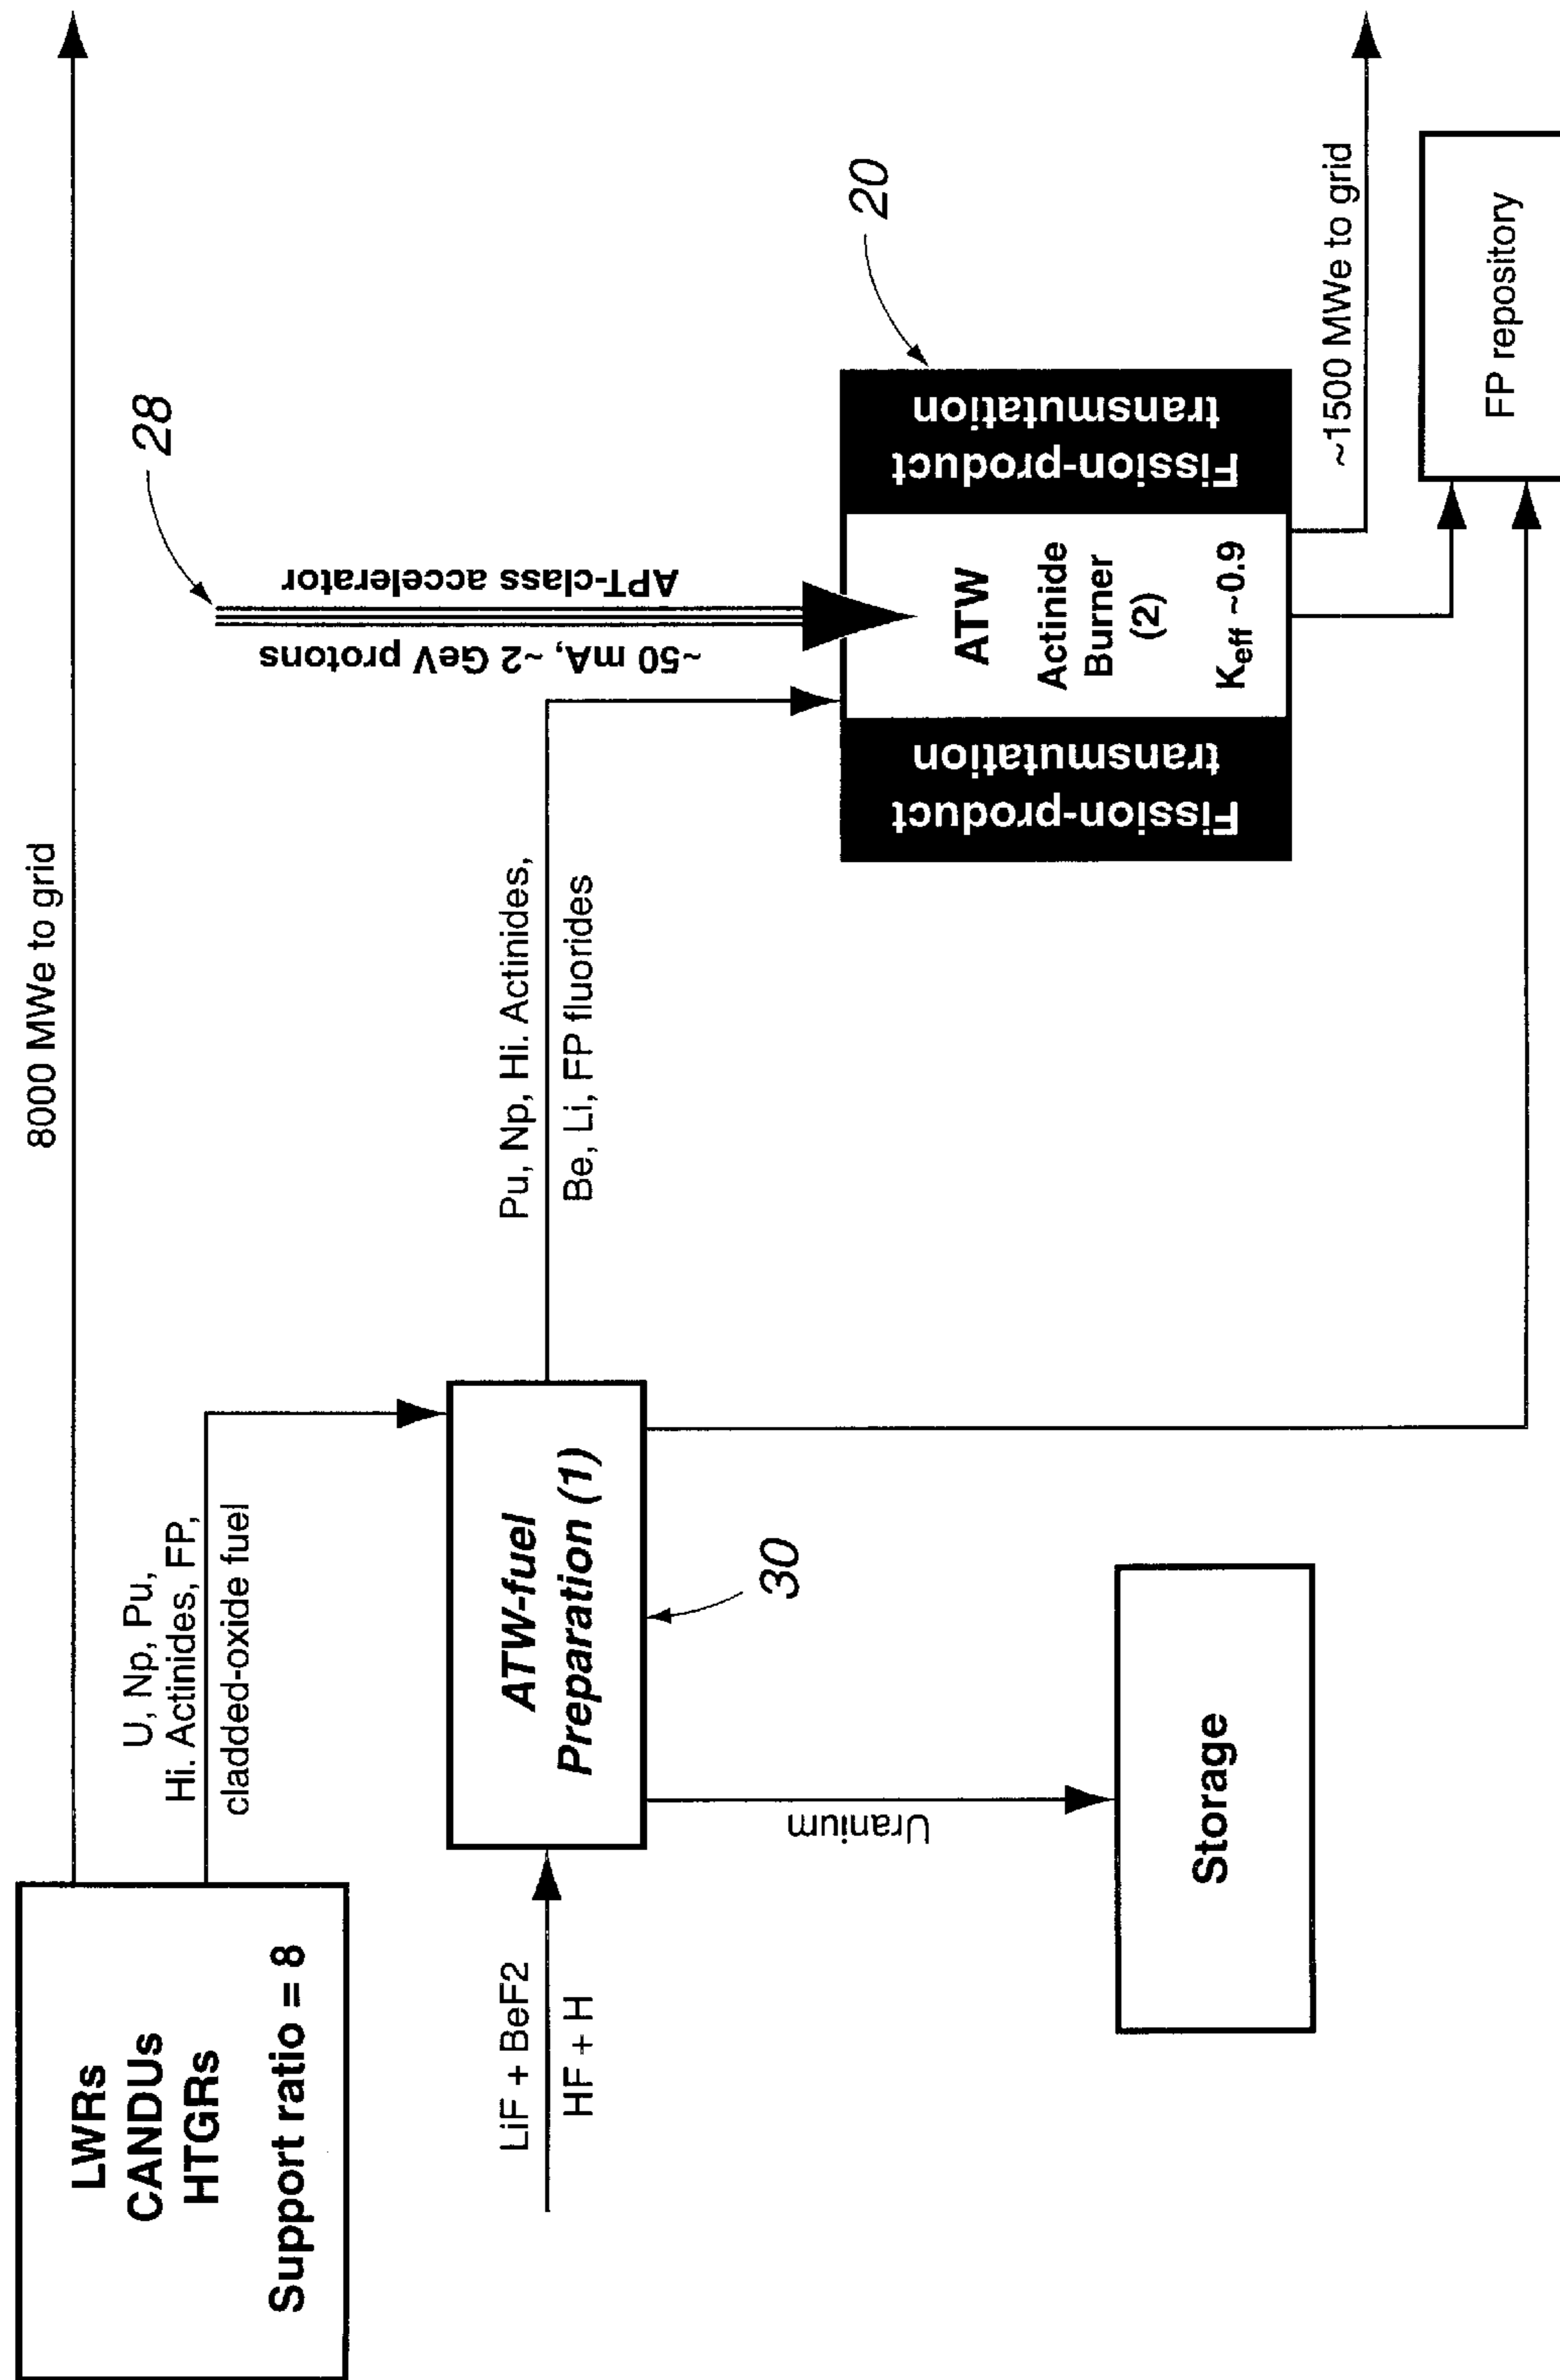 LWRs
CANDUs
HTGRs
Support ratio = 8
8000 MWe to grid
U, Np, Pu,
Hi. Actinides, FP,
cladded-oxide fuel
LiF + BeF2
HF + H
ATW-fuel
Preparation (1)
30
Uranium
Storage
Pu, Np, Hi. Actinides,
Be, Li, FP fluorides
28
~50 mA, ~2 GeV protons
APT-class accelerator
20
Fission-product
transmutation
ATW
Actinide
Burner
(2)
Keff ~0.9
Fission-product
transmutation
~1500 MWe to grid
FP repository